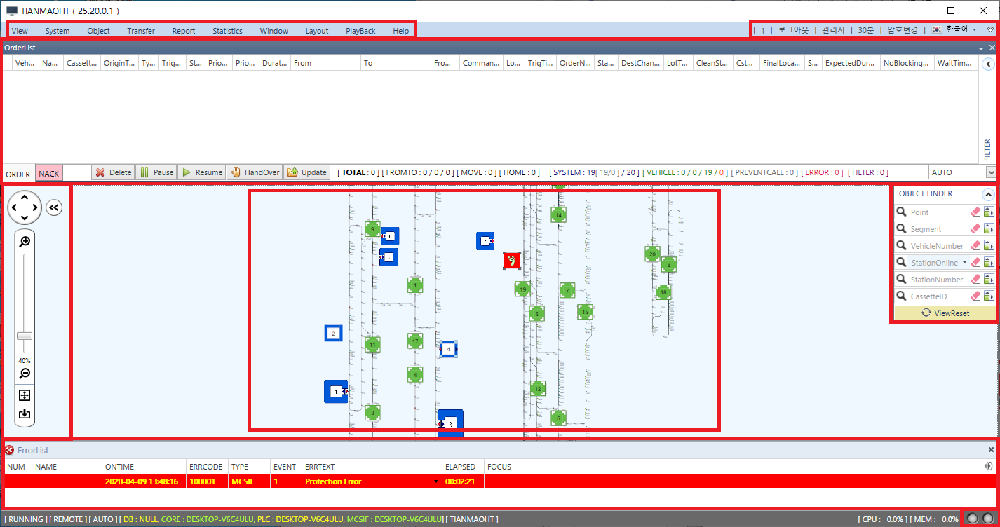 TIANMAOHT ( 25.20.0.1 )
View System Object Transfer Report Statistics Window Layout PlayBack Help | 1 | 로그아웃 | 관리자 | 30분 | 암호변경 | 한국어
OrderList
- Veh... Na... Cassett... OriginT... Ty... Trig... St... Prio... Prio... Durat... From To Fro... Comman... Lo... TrigTi... OrderN... Sta... DestChan... LotT... CleanSt... Cst... FinalLoca... S... ExpectedDur... NoBlocking... WaitTim...
FILTER
ORDER NACK Delete Pause Resume HandOver Update [ TOTAL : 0 ] [ FROMTO : 0 / 0 / 0 ] [ MOVE : 0 ] [ HOME : 0 ] [ SYSTEM : 19[ 19/0 ] / 20 ] [ VEHICLE : 0 / 0 / 19 / 0 ] [ PREVENTCALL : 0 ] [ ERROR : 0 ] [ FILTER : 0 ] AUTO
OBJECT FINDER
Point
Segment
VehicleNumber
StationOnline
StationNumber
CassetteID
ViewReset
40%
14
9
6
7
5
20
8
1
19
7
18
5
15
2
11
17
4
4
12
1
3
6
3
ErrorList
NUM NAME ONTIME ERRCODE TYPE EVENT ERRTEXT ELAPSED FOCUS
2020-04-09 13:48:16 100001 MCSIF 1 Protection Error 00:02:21
[ RUNNING ] [ REMOTE ] [ AUTO ] [ DB : NULL, CORE : DESKTOP-V6C4ULU, PLC : DESKTOP-V6C4ULU, MCSIF : DESKTOP-V6C4ULU] [ TIANMAOHT ] [ CPU : 0.0% ] [ MEM : 0.0%